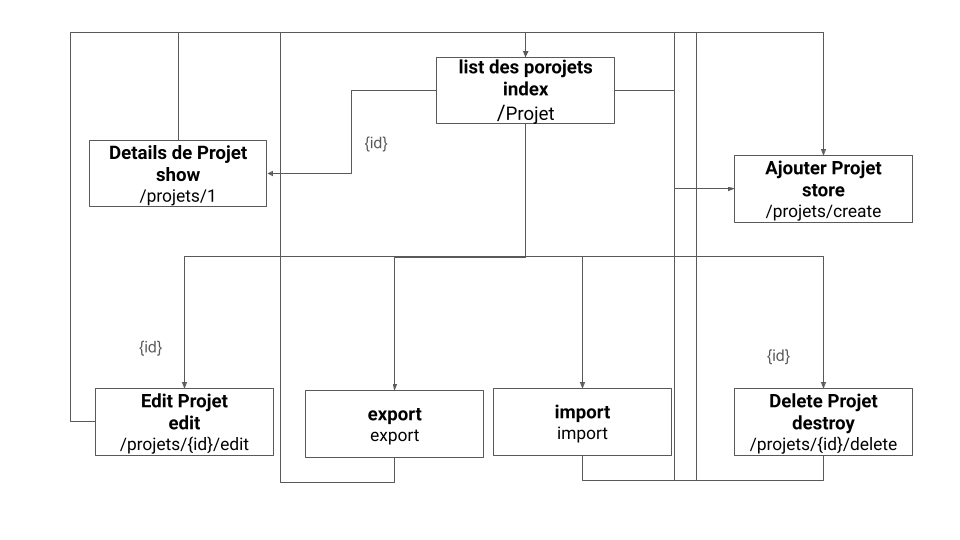 list des porojets
index
/Projet
{id}
Details de Projet
show
/projets/1
Ajouter Projet
store
/projets/create
{id}
{id}
Edit Projet
edit
/projets/{id}/edit
export
export
import
import
Delete Projet
destroy
/projets/{id}/delete